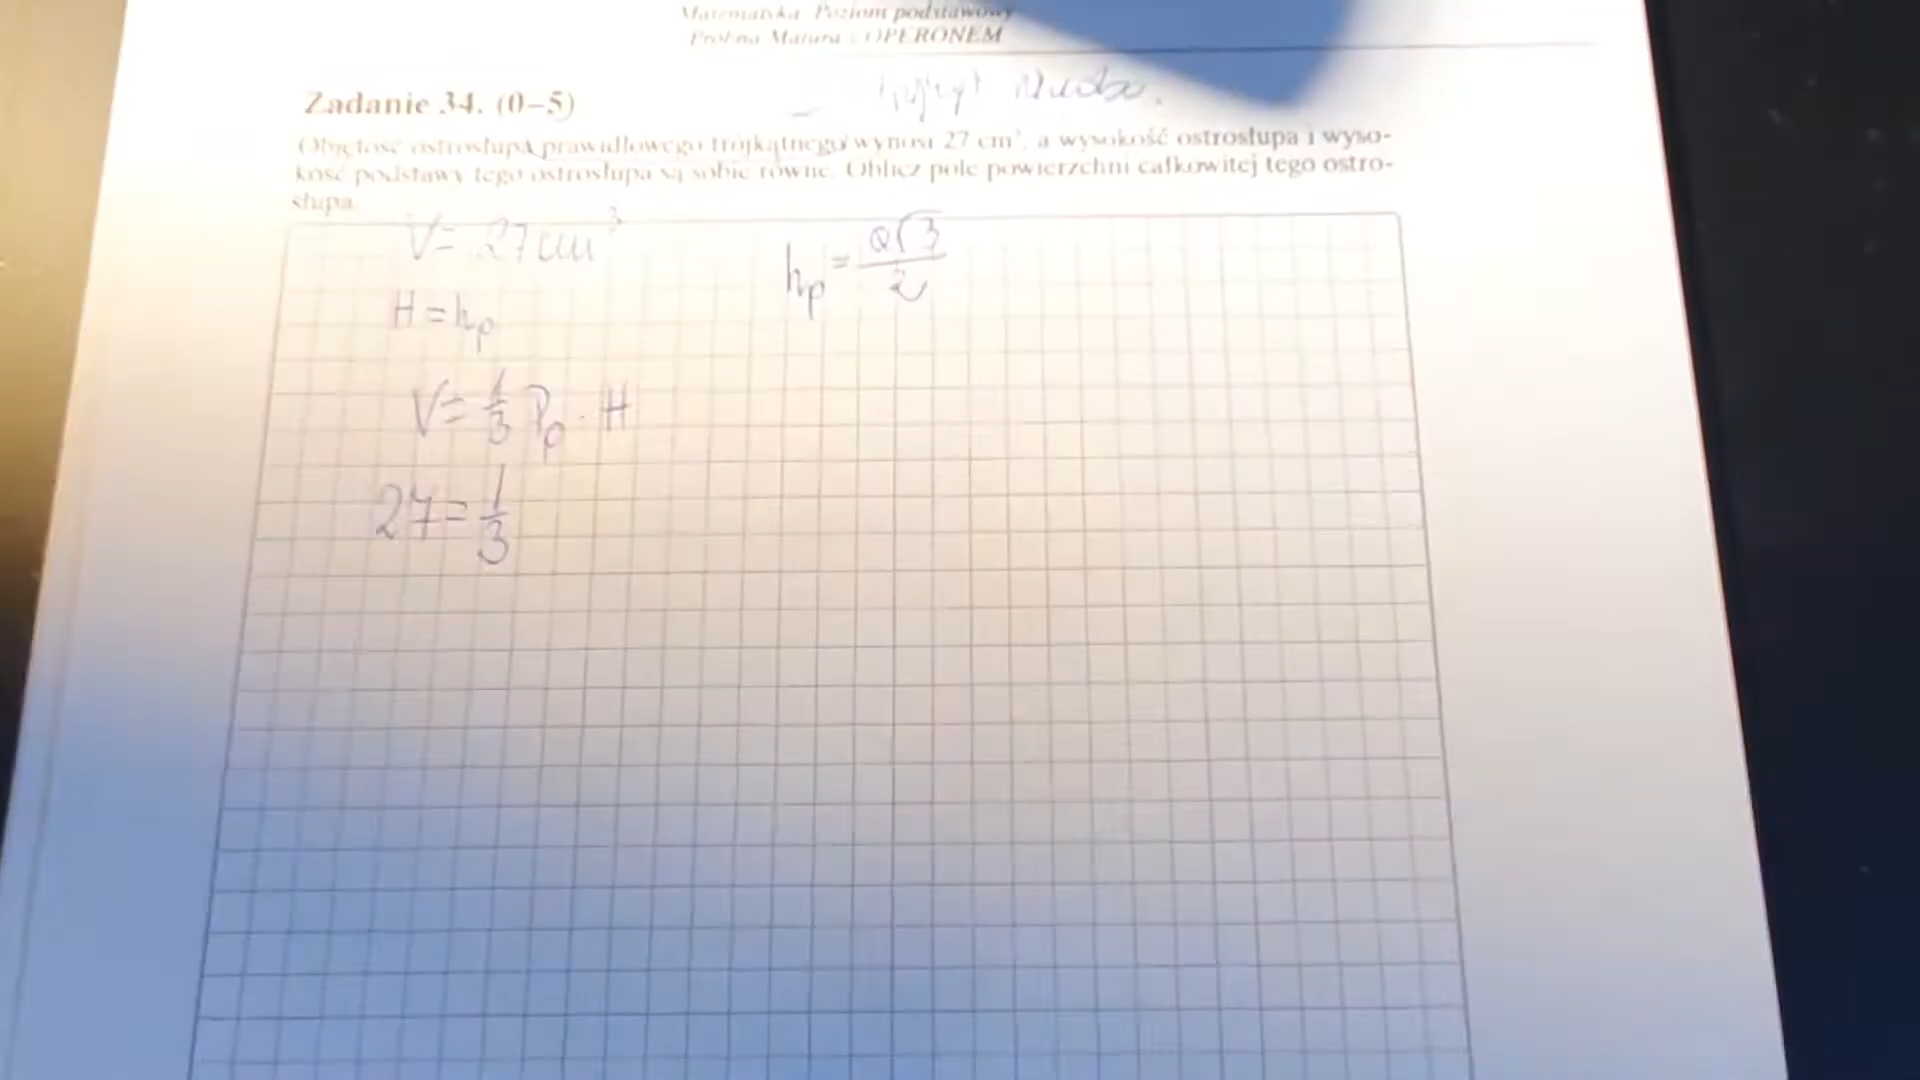 Matematyka. Poziom podstawowy
Próbna Matura z OPERONEM
Zadanie 34. (0–5)
Objętość ostrosłupa prawidłowego trójkątnego wynosi 27 cm³, a wysokość ostrosłupa i wyso-
kość podstawy tego ostrosłupa są sobie równe. Oblicz pole powierzchni całkowitej tego ostro-
słupa.
V = 27 cm³
hp = a√3/2
H = hp
V = 1/3 Pp · H
27 = 1/3